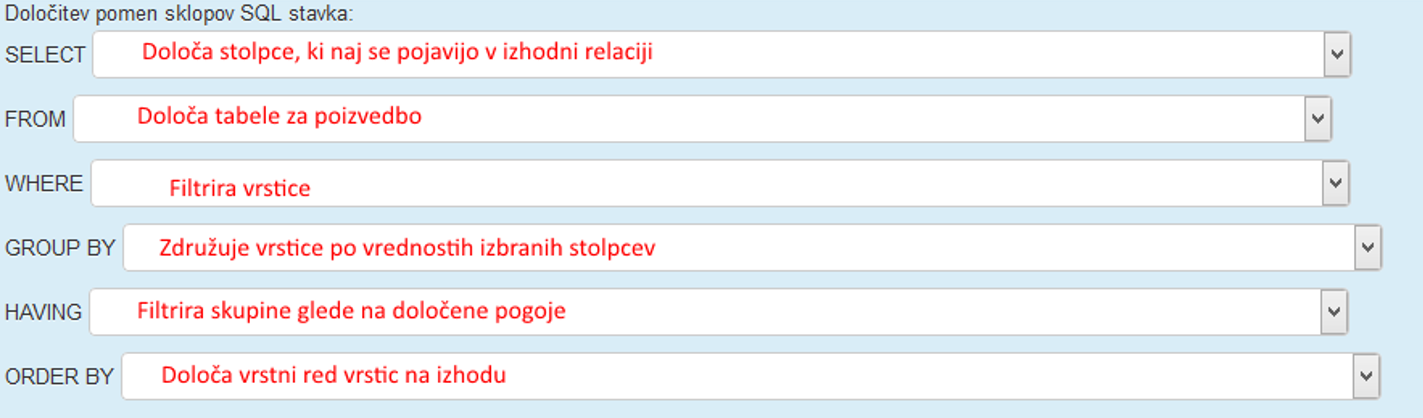 Določitev pomen sklopov SQL stavka:
SELECT Določa stolpce, ki naj se pojavijo v izhodni relaciji
FROM Določa tabele za poizvedbo
WHERE Filtrira vrstice
GROUP BY Združuje vrstice po vrednostih izbranih stolpcev
HAVING Filtrira skupine glede na določene pogoje
ORDER BY Določa vrstni red vrstic na izhodu